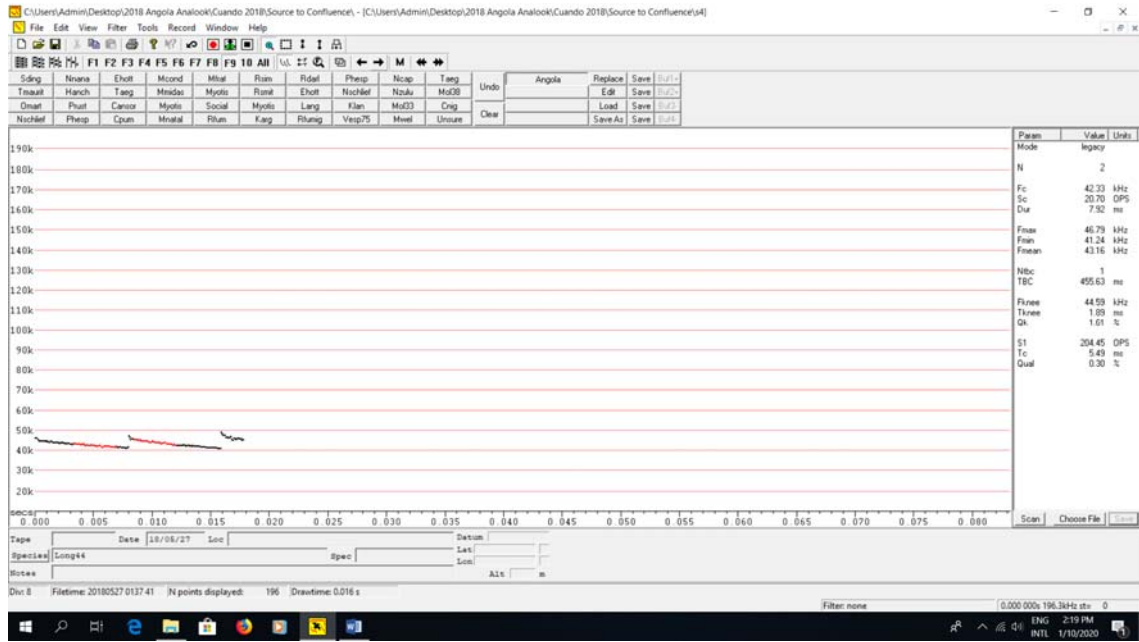 C:\Users\Admin\Desktop\2018 Angola Analook\Cuando 2018\Source to Confluence\, - [C:\Users\Admin\Desktop\2018 Angola Analook\Cuando 2018\Source to Confluence\s4]
File Edit View Filter Tools Record Window Help
F1 F2 F3 F4 F5 F6 F7 F8 F9 10 All M
Sding Nnana Ehott Mcond Mhal Rsim Rdarl Phesp Ncap Taeg Undo Angola Replace Save Buf1+
Tmaurit Hanch Taeg Mmidas Myotis Rsmit Ehott Nschlief Nzulu Mol38 Edit Save Buf2+
Omart Prust Cansor Myotis Social Myotis Lang Klan Mol33 Cnig Clear Load Save Buf3
Nschlief Phesp Cpum Mnatal Rfum Karg Rfumig Vesp75 Mwel Unsure Save As Save Buf4
Param Value Units
Mode legacy
N 2
Fc 42.33 kHz
Sc 20.70 OPS
Dur 7.92 ms
Fmax 46.79 kHz
Fmin 41.24 kHz
Fmean 43.16 kHz
Ntbc 1
TBC 455.63 ms
Fknee 44.59 kHz
Tknee 1.89 ms
Qk 1.61 %
S1 204.45 OPS
Tc 5.49 ms
Qual 0.30 %
190k
180k
170k
160k
150k
140k
130k
120k
110k
100k
90k
80k
70k
60k
50k
40k
30k
20k
secs
0.000 0.005 0.010 0.015 0.020 0.025 0.030 0.035 0.040 0.045 0.050 0.055 0.060 0.065 0.070 0.075 0.080
Scan Choose File Save
Tape Date 18/05/27 Loc Datum
Species Long46 Spec Lat
Lon
Notes Alt m
Div: 8 Filetime: 20180527 0137 41 N points displayed: 196 Drawtime: 0.016 s
Filter: none 0.000 000s 196.3kHz st= 0
ENG 2:19 PM
INTL 1/10/2020